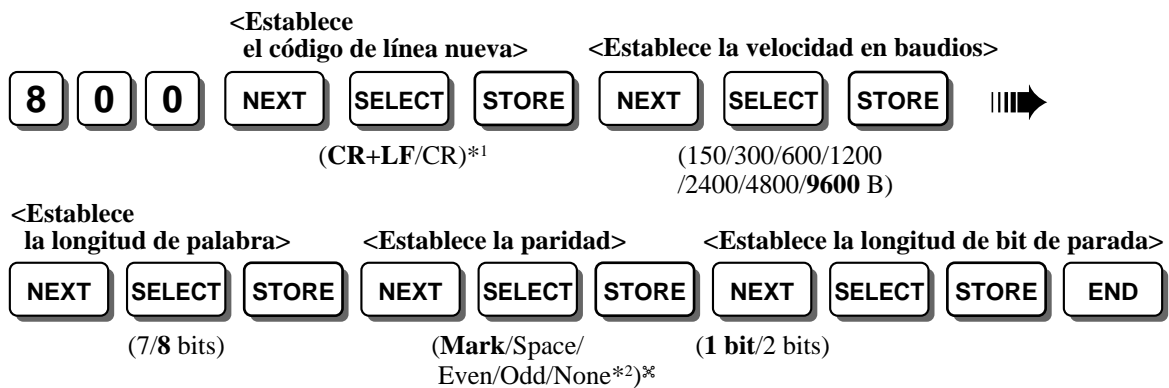 <Establece
el código de línea nueva> <Establece la velocidad en baudios>
8 0 0 NEXT SELECT STORE NEXT SELECT STORE
(CR+LF/CR)*1 (150/300/600/1200
/2400/4800/9600 B)
<Establece
la longitud de palabra> <Establece la paridad> <Establece la longitud de bit de parada>
NEXT SELECT STORE NEXT SELECT STORE NEXT SELECT STORE END
(7/8 bits) (Mark/Space/ (1 bit/2 bits)
Even/Odd/None*2)⌘